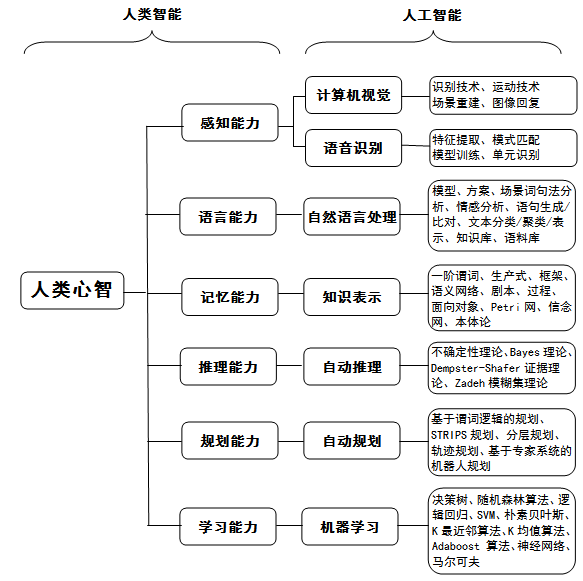 人类智能
人工智能
人类心智
感知能力
计算机视觉
识别技术、运动技术
场景重建、图像回复
语音识别
特征提取、模式匹配
模型训练、单元识别
语言能力
自然语言处理
模型、方案、场景词句法分
析、情感分析、语句生成/
比对、文本分类/聚类/表
示、知识库、语料库
记忆能力
知识表示
一阶谓词、生产式、框架、
语义网络、剧本、过程、
面向对象、Petri 网、信念
网、本体论
推理能力
自动推理
不确定性理论、Bayes 理论、
Dempster-Shafer 证据理
论、Zadeh 模糊集理论
规划能力
自动规划
基于谓词逻辑的规划、
STRIPS 规划、分层规划、
轨迹规划、基于专家系统的
机器人规划
学习能力
机器学习
决策树、随机森林算法、逻
辑回归、SVM、朴素贝叶斯、
K 最近邻算法、K 均值算法、
Adaboost 算法、神经网络、
马尔可夫